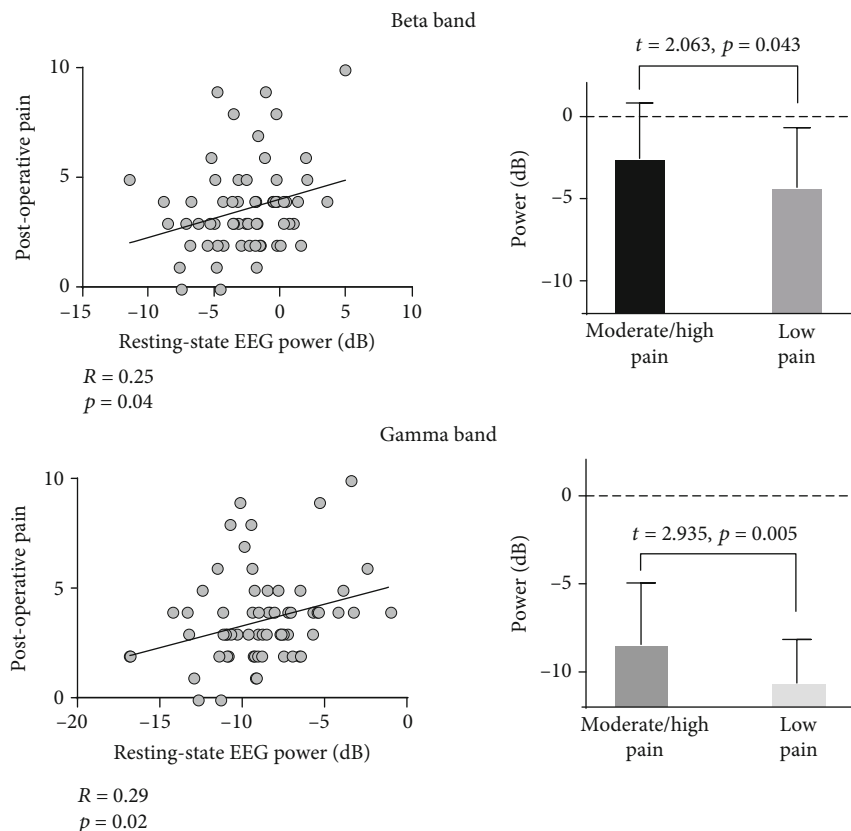 Beta band
10
5
0
Post-operative pain
–15
–10
–5
0
5
10
Resting-state EEG power (dB)
R = 0.25
p = 0.04
t = 2.063, p = 0.043
0
–5
–10
Power (dB)
Moderate/high
pain
Low
pain
Gamma band
10
5
0
Post-operative pain
–20
–15
–10
–5
0
Resting-state EEG power (dB)
R = 0.29
p = 0.02
t = 2.935, p = 0.005
0
–5
–10
Power (dB)
Moderate/high
pain
Low
pain